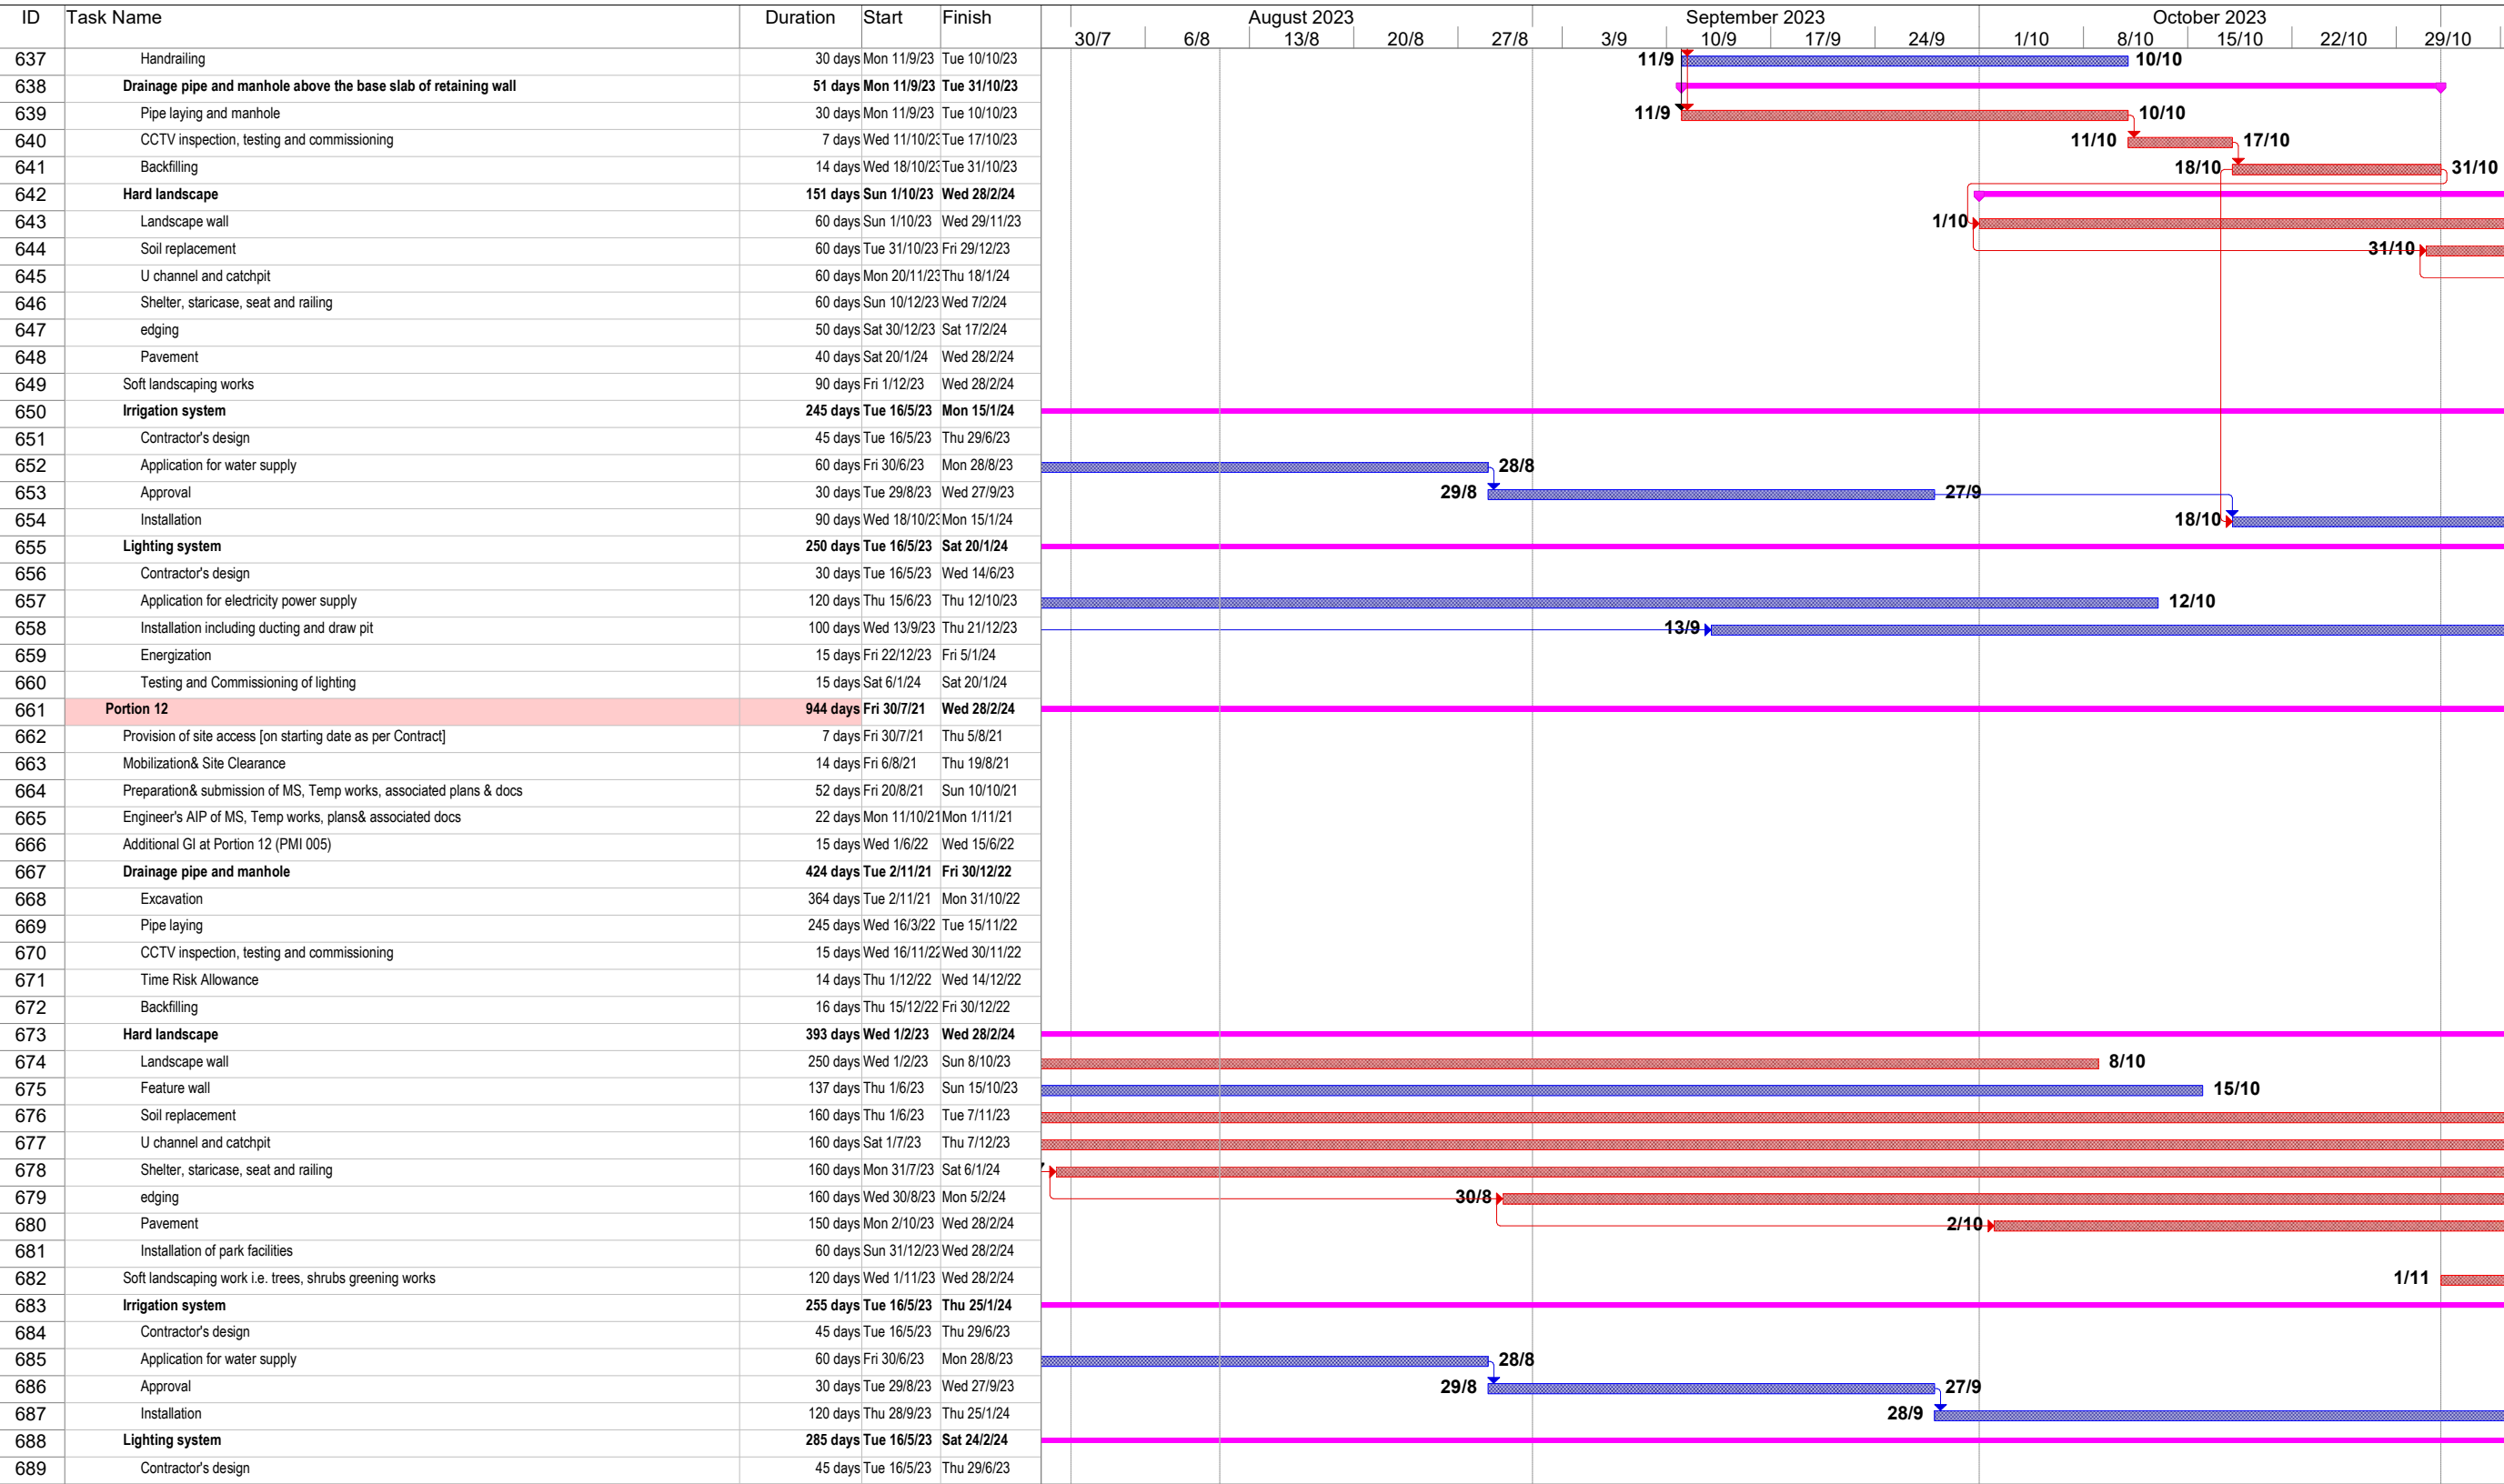 ID Task Name Duration Start Finish August 2023 September 2023 October 2023
30/7 6/8 13/8 20/8 27/8 3/9 10/9 17/9 24/9 1/10 8/10 15/10 22/10 29/10
637 Handrailing 30 days Mon 11/9/23 Tue 10/10/23 11/9 10/10
638 Drainage pipe and manhole above the base slab of retaining wall 51 days Mon 11/9/23 Tue 31/10/23
639 Pipe laying and manhole 30 days Mon 11/9/23 Tue 10/10/23 11/9 10/10
640 CCTV inspection, testing and commissioning 7 days Wed 11/10/23 Tue 17/10/23 11/10 17/10
641 Backfilling 14 days Wed 18/10/23 Tue 31/10/23 18/10 31/10
642 Hard landscape 151 days Sun 1/10/23 Wed 28/2/24
643 Landscape wall 60 days Sun 1/10/23 Wed 29/11/23 1/10
644 Soil replacement 60 days Tue 31/10/23 Fri 29/12/23 31/10
645 U channel and catchpit 60 days Mon 20/11/23 Thu 18/1/24
646 Shelter, staricase, seat and railing 60 days Sun 10/12/23 Wed 7/2/24
647 edging 50 days Sat 30/12/23 Sat 17/2/24
648 Pavement 40 days Sat 20/1/24 Wed 28/2/24
649 Soft landscaping works 90 days Fri 1/12/23 Wed 28/2/24
650 Irrigation system 245 days Tue 16/5/23 Mon 15/1/24
651 Contractor's design 45 days Tue 16/5/23 Thu 29/6/23
652 Application for water supply 60 days Fri 30/6/23 Mon 28/8/23 28/8
653 Approval 30 days Tue 29/8/23 Wed 27/9/23 29/8 27/9
654 Installation 90 days Wed 18/10/23 Mon 15/1/24 18/10
655 Lighting system 250 days Tue 16/5/23 Sat 20/1/24
656 Contractor's design 30 days Tue 16/5/23 Wed 14/6/23
657 Application for electricity power supply 120 days Thu 15/6/23 Thu 12/10/23 12/10
658 Installation including ducting and draw pit 100 days Wed 13/9/23 Thu 21/12/23 13/9
659 Energization 15 days Fri 22/12/23 Fri 5/1/24
660 Testing and Commissioning of lighting 15 days Sat 6/1/24 Sat 20/1/24
661 Portion 12 944 days Fri 30/7/21 Wed 28/2/24
662 Provision of site access [on starting date as per Contract] 7 days Fri 30/7/21 Thu 5/8/21
663 Mobilization& Site Clearance 14 days Fri 6/8/21 Thu 19/8/21
664 Preparation& submission of MS, Temp works, associated plans & docs 52 days Fri 20/8/21 Sun 10/10/21
665 Engineer's AIP of MS, Temp works, plans& associated docs 22 days Mon 11/10/21 Mon 1/11/21
666 Additional GI at Portion 12 (PMI 005) 15 days Wed 1/6/22 Wed 15/6/22
667 Drainage pipe and manhole 424 days Tue 2/11/21 Fri 30/12/22
668 Excavation 364 days Tue 2/11/21 Mon 31/10/22
669 Pipe laying 245 days Wed 16/3/22 Tue 15/11/22
670 CCTV inspection, testing and commissioning 15 days Wed 16/11/22 Wed 30/11/22
671 Time Risk Allowance 14 days Thu 1/12/22 Wed 14/12/22
672 Backfilling 16 days Thu 15/12/22 Fri 30/12/22
673 Hard landscape 393 days Wed 1/2/23 Wed 28/2/24
674 Landscape wall 250 days Wed 1/2/23 Sun 8/10/23 8/10
675 Feature wall 137 days Thu 1/6/23 Sun 15/10/23 15/10
676 Soil replacement 160 days Thu 1/6/23 Tue 7/11/23
677 U channel and catchpit 160 days Sat 1/7/23 Thu 7/12/23
678 Shelter, staricase, seat and railing 160 days Mon 31/7/23 Sat 6/1/24
679 edging 160 days Wed 30/8/23 Mon 5/2/24 30/8
680 Pavement 150 days Mon 2/10/23 Wed 28/2/24 2/10
681 Installation of park facilities 60 days Sun 31/12/23 Wed 28/2/24
682 Soft landscaping work i.e. trees, shrubs greening works 120 days Wed 1/11/23 Wed 28/2/24 1/11
683 Irrigation system 255 days Tue 16/5/23 Thu 25/1/24
684 Contractor's design 45 days Tue 16/5/23 Thu 29/6/23
685 Application for water supply 60 days Fri 30/6/23 Mon 28/8/23 28/8
686 Approval 30 days Tue 29/8/23 Wed 27/9/23 29/8 27/9
687 Installation 120 days Thu 28/9/23 Thu 25/1/24 28/9
688 Lighting system 285 days Tue 16/5/23 Sat 24/2/24
689 Contractor's design 45 days Tue 16/5/23 Thu 29/6/23